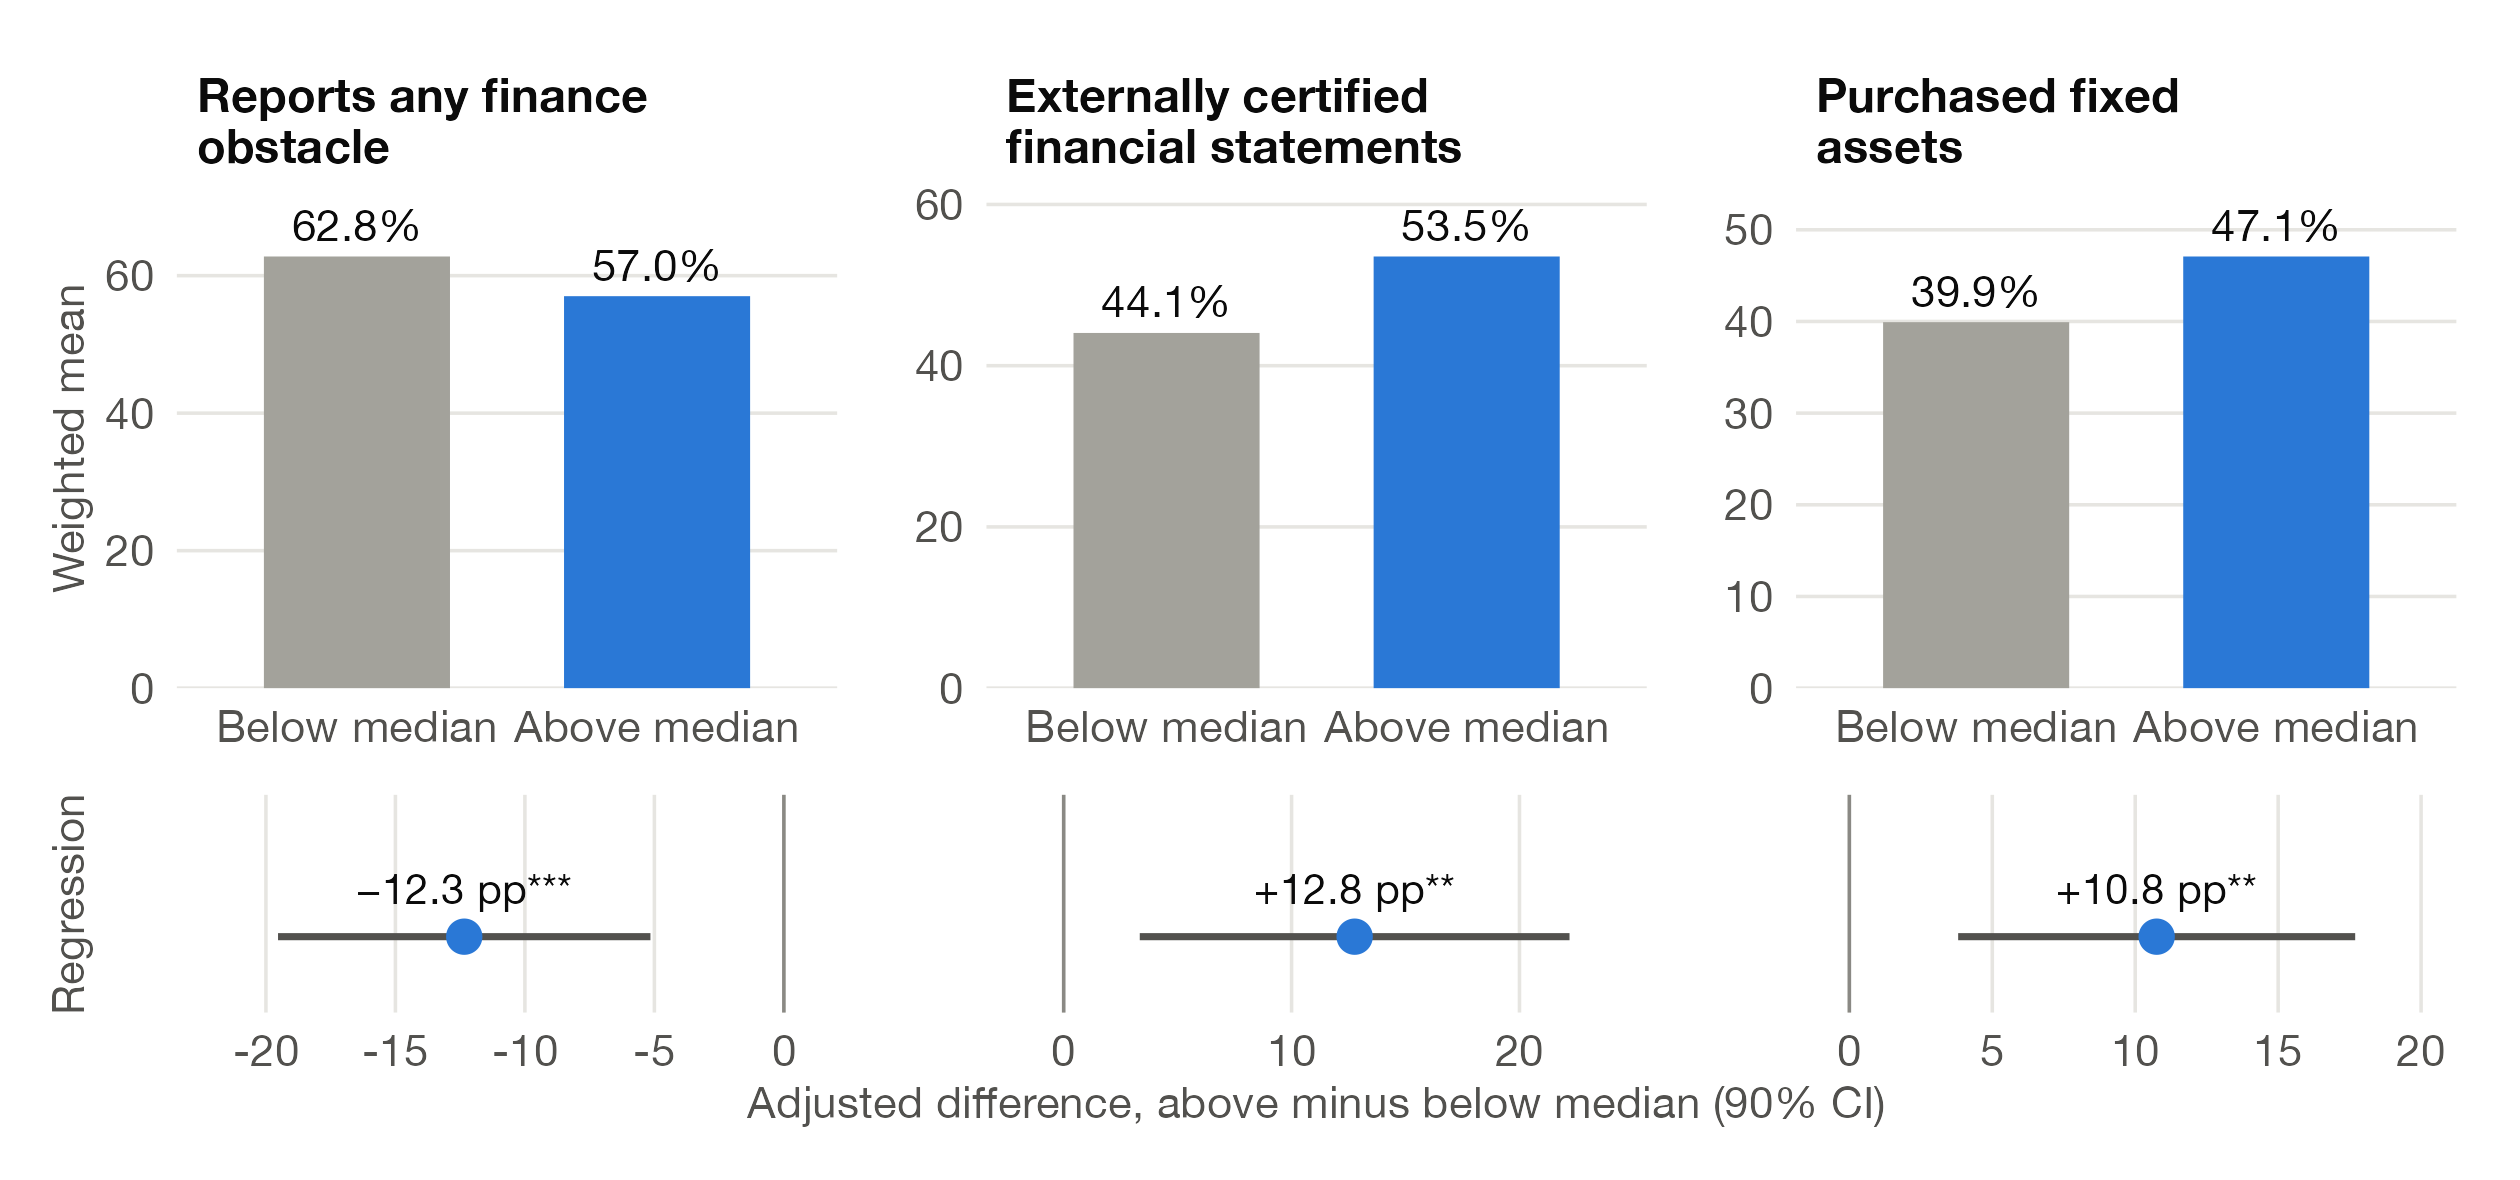 Reports any finance
obstacle
Externally certified
financial statements
Purchased fixed
assets
Weighted mean
60
40
20
0
62.8%
57.0%
Below median Above median
60
40
20
0
44.1%
53.5%
Below median Above median
50
40
30
20
10
0
39.9%
47.1%
Below median Above median
Regression
−12.3 pp***
-20 -15 -10 -5 0
+12.8 pp**
0 10 20
+10.8 pp**
0 5 10 15 20
Adjusted difference, above minus below median (90% CI)